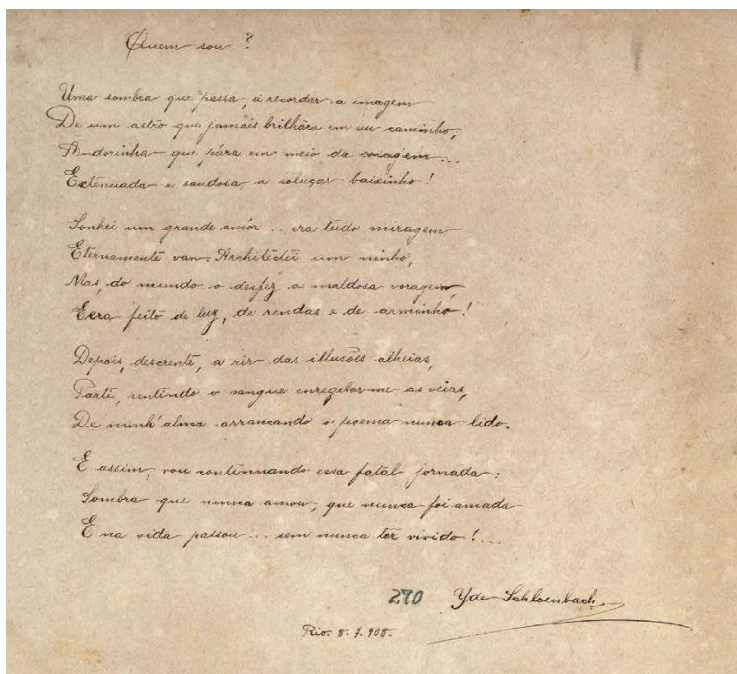 Quem sou?
Uma sombra que passa, a recordar a imagem
De um astro que jamais brilhára em seu caminho,
Andorinha que pára em meio da viagem...
Extenuada e saudosa a soluçar baixinho!
Sonhei um grande amôr... era tudo miragem
Eternamente van. Architectei um ninho,
Mas, do mundo o desfez a maldosa voragem,
E era feito de luz, de rendas e de arminho!
Depois, descrente, a rir das illusões alheias,
Parti, sentindo o sangue enregelar-me as veias,
De minh'alma arrancando o poema nunca lido.
E assim, vou continuando essa fatal jornada:
Sombra que nunca amou, que nunca foi amada
E na vida passou... sem nunca ter vivido!...
290 Yde Schloenbach.
Rio. 8. 7. 908.